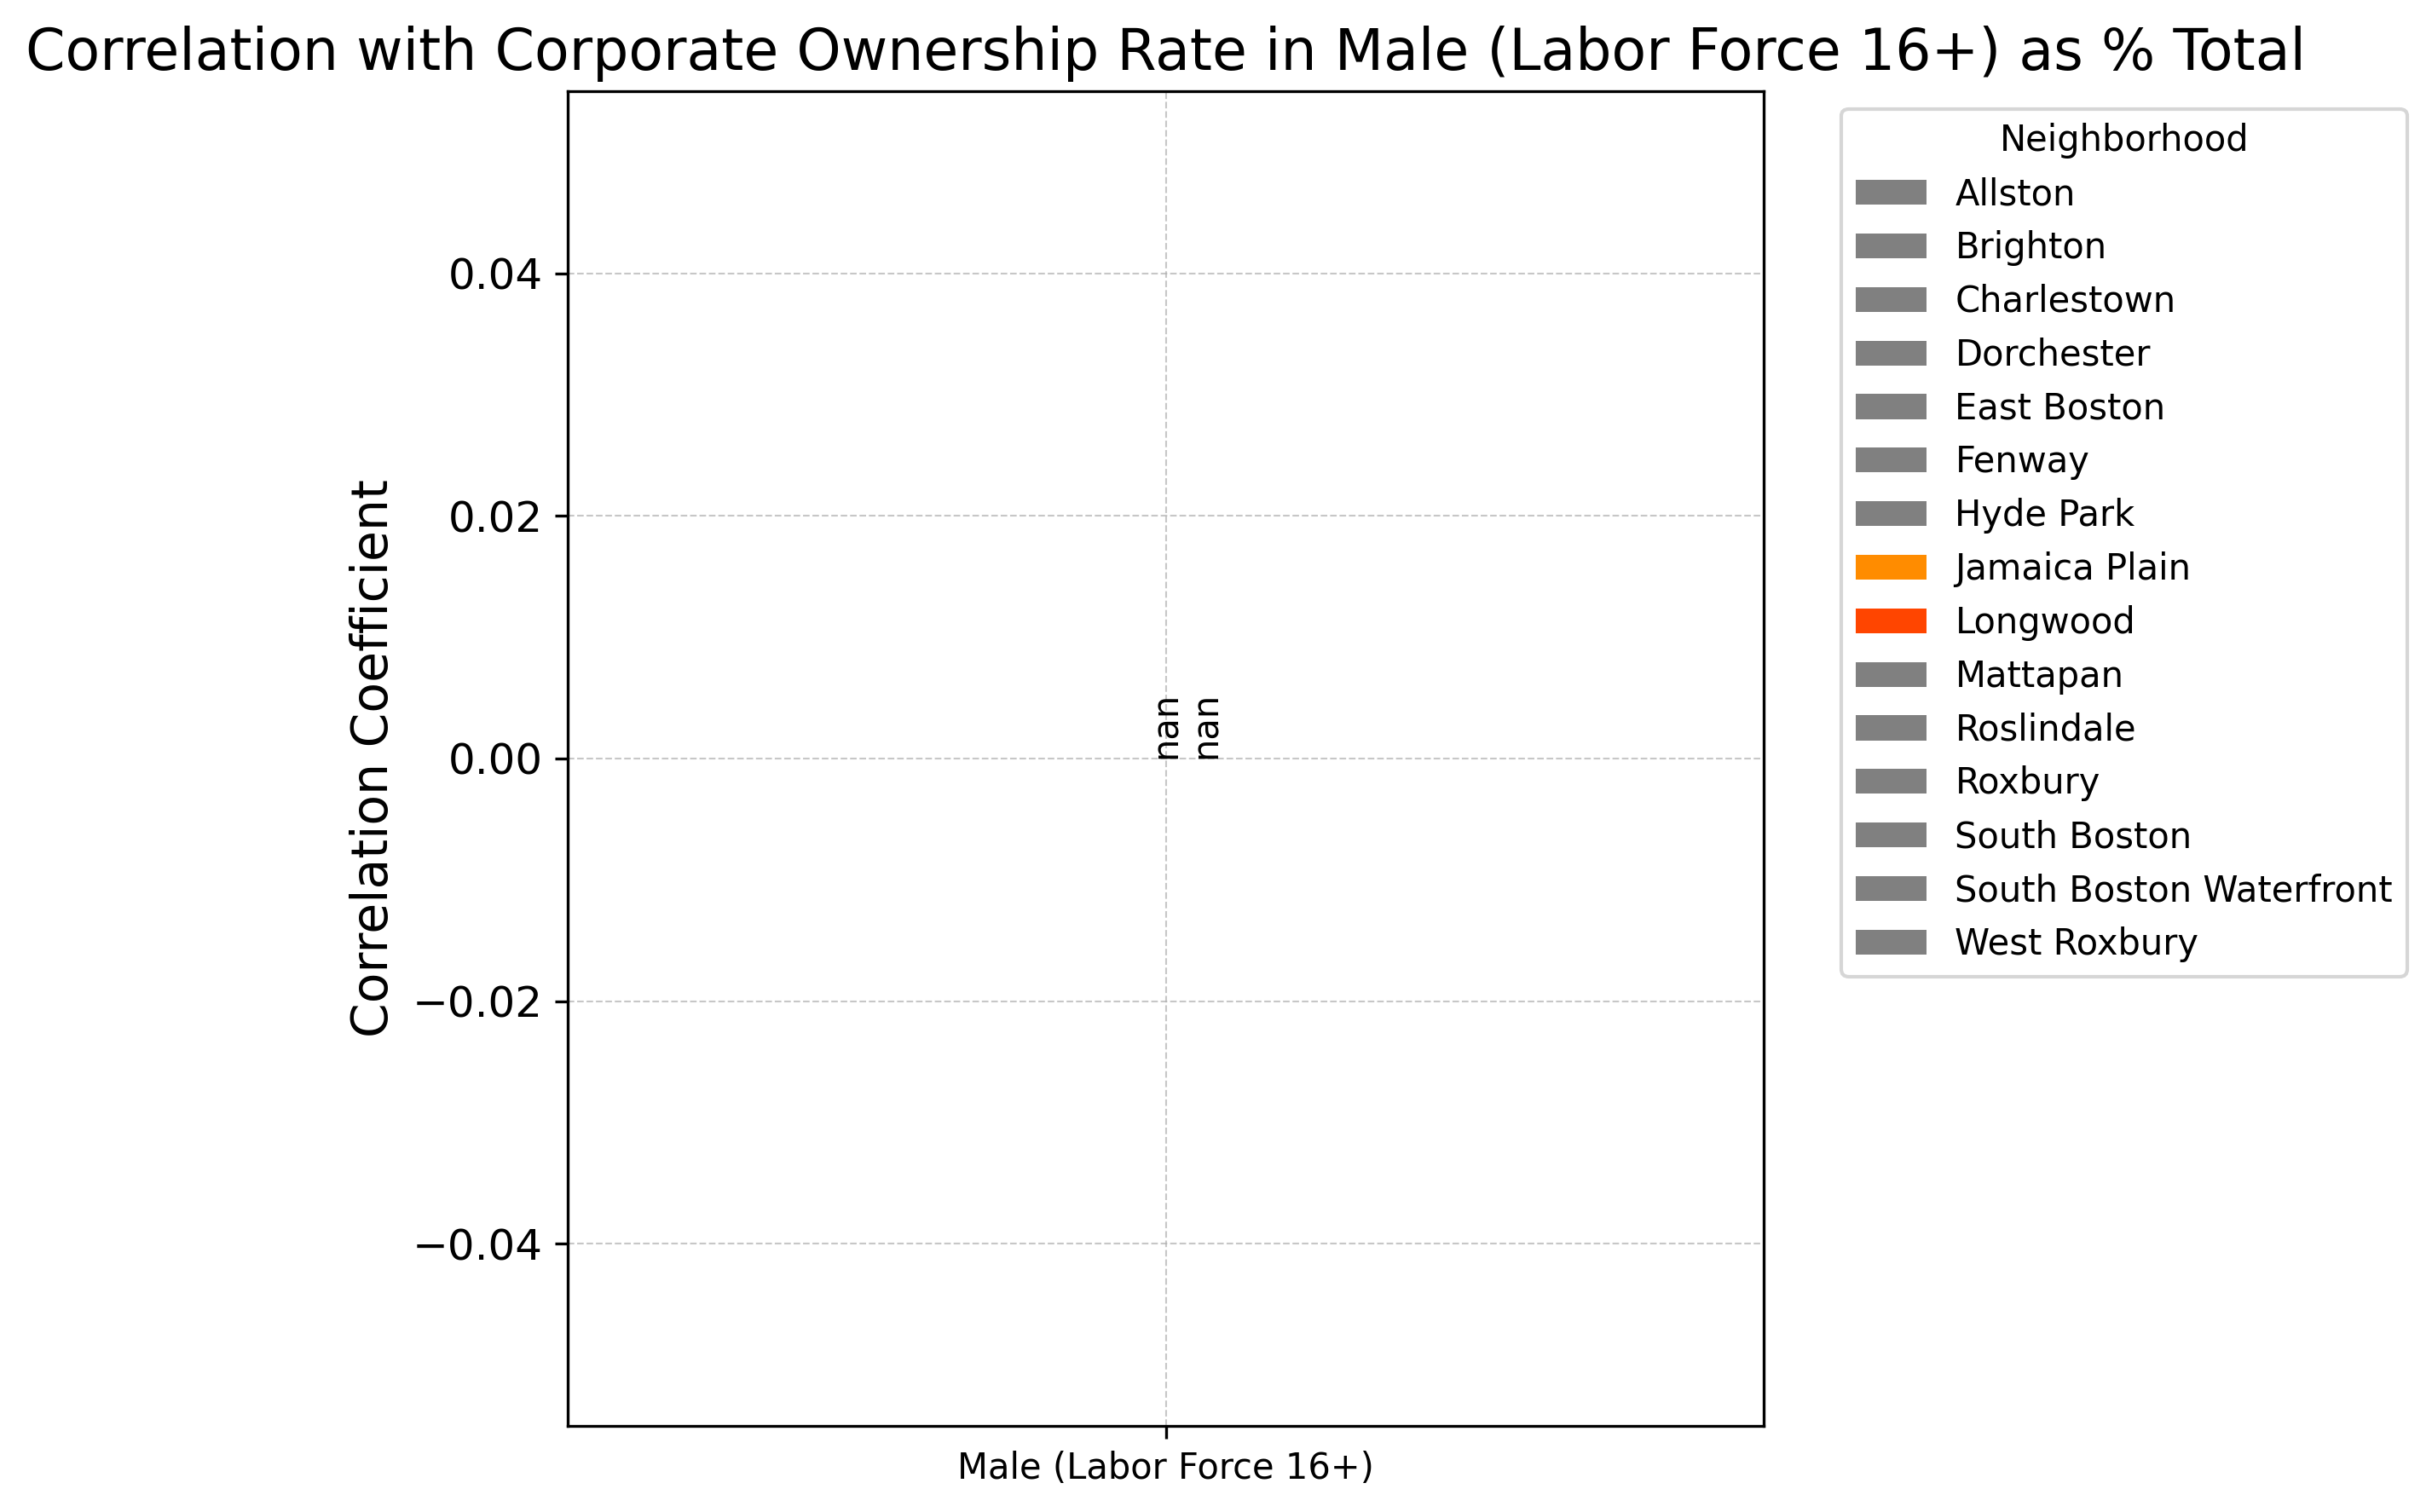 Correlation with Corporate Ownership Rate in Male (Labor Force 16+) as % Total
Correlation Coefficient
0.04
0.02
0.00
−0.02
−0.04
nan
nan
Male (Labor Force 16+)
Neighborhood
Allston
Brighton
Charlestown
Dorchester
East Boston
Fenway
Hyde Park
Jamaica Plain
Longwood
Mattapan
Roslindale
Roxbury
South Boston
South Boston Waterfront
West Roxbury